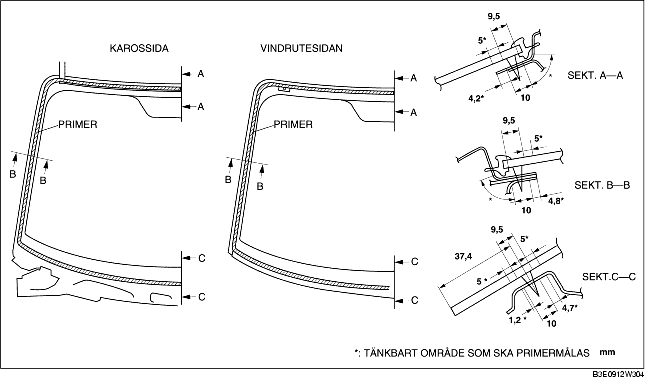 KAROSSIDA
VINDRUTESIDAN
A
A
PRIMER
B
B
C
C
A
A
PRIMER
B
B
C
C
9,5
5*
4,2*
10
*
SEKT. A—A
9,5
5*
*
10
4,8*
SEKT. B—B
9,5
5*
37,4
5*
1,2*
10
4,7*
SEKT.C—C
*: TÄNKBART OMRÅDE SOM SKA PRIMERMÅLAS mm
B3E0912W304